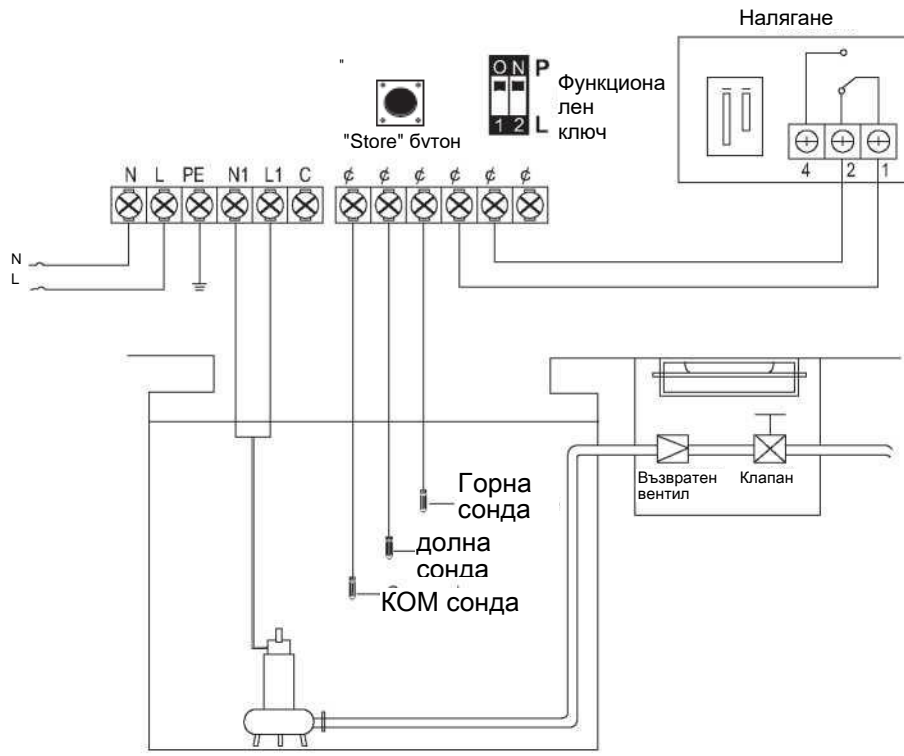 Налягане
"
ON P
1 2 L
Функциона
лен
ключ
"Store" бутон
4 2 1
N L PE N1 L1 C ¢ ¢ ¢ ¢ ¢ ¢
N
L
Горна
сонда
долна
сонда
КОМ сонда
Възвратен
вентил
Клапан